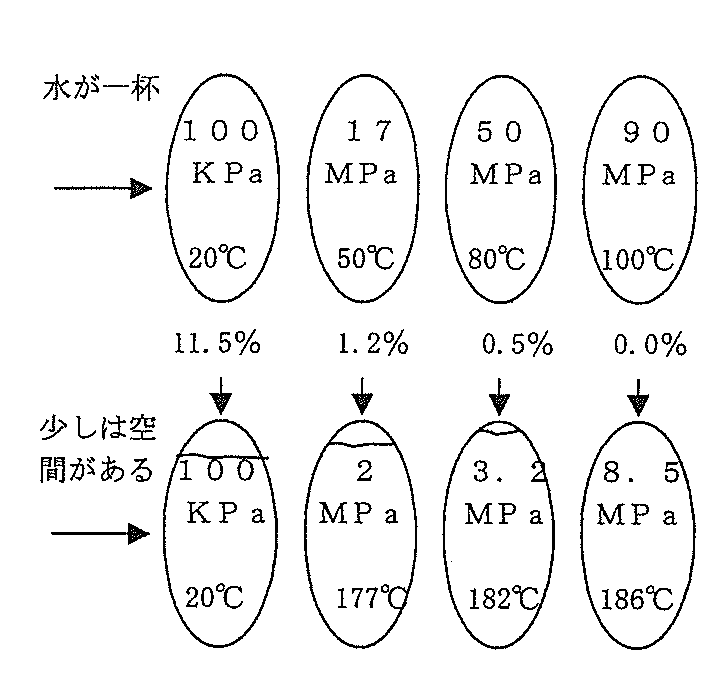 水が一杯
１００ １７ ５０ ９０
ＫＰａ ＭＰａ ＭＰａ ＭＰａ
20℃ 50℃ 80℃ 100℃
11.5% 1.2% 0.5% 0.0%
少しは空
間がある
１００ ２ ３．２ ８．５
ＫＰａ ＭＰａ ＭＰａ ＭＰａ
20℃ 177℃ 182℃ 186℃